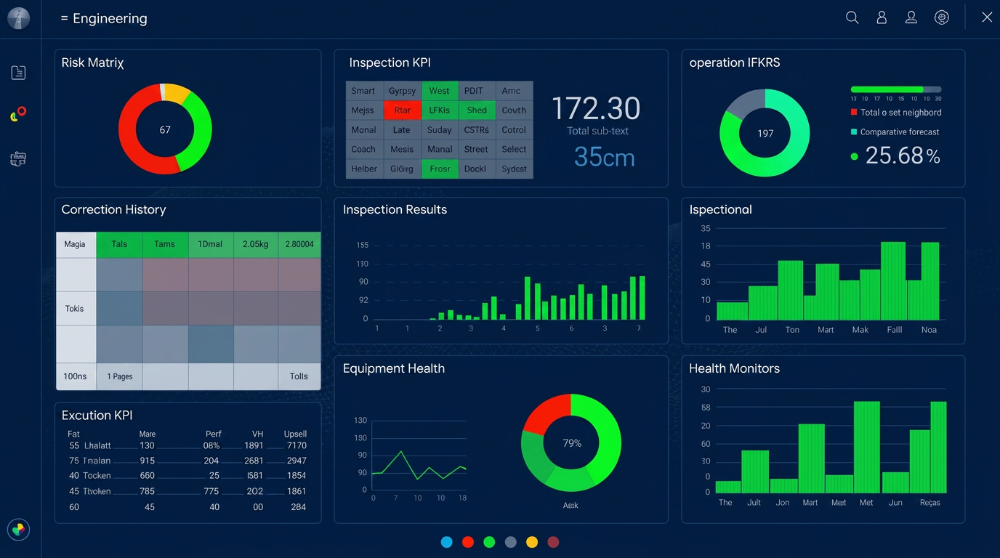 = Engineering
Risk Matrix
67
Inspection KPI
Smart Gyrpsy West PDIT Amc
Mejss Rtar LFKls Shed Covth
Monal Late Suday CSTRs Cotrol
Coach Mesis Manal Street Select
Helber Frosr Dockl Sydcst
172.30
Total sub-text
35cm
operation IFKRS
197
13 10 17 10 15 10 19 30
Total o set neighbord
Comparative forecast
25.68%
Correction History
Magia Tals Tams 1Dmal 2.05kg 2.80004
Tokis
100ns 1 Pages Tolls
Inspection Results
155
130
90
92
0
1 1 2 3 4 5 6 3 7
Ispectional
35
18
45
30
10
0
The Jul Ton Mart Mak Falll Noa
Excution KPI
Fat Mare Perf VH Upsell
55 Lhalatt 130 08% 1891 7170
75 Tnalan 915 204 2681 2947
40 Tocken 660 25 I581 1854
45 Tboken 785 775 202 1861
60 45 40 00 284
Equipment Health
130
180
90
90
0
0 7 10 10 18
79%
Ask
Health Monitors
30
58
20
60
30
0
0
The Jult Jon Mart Meet Met Jun Reças